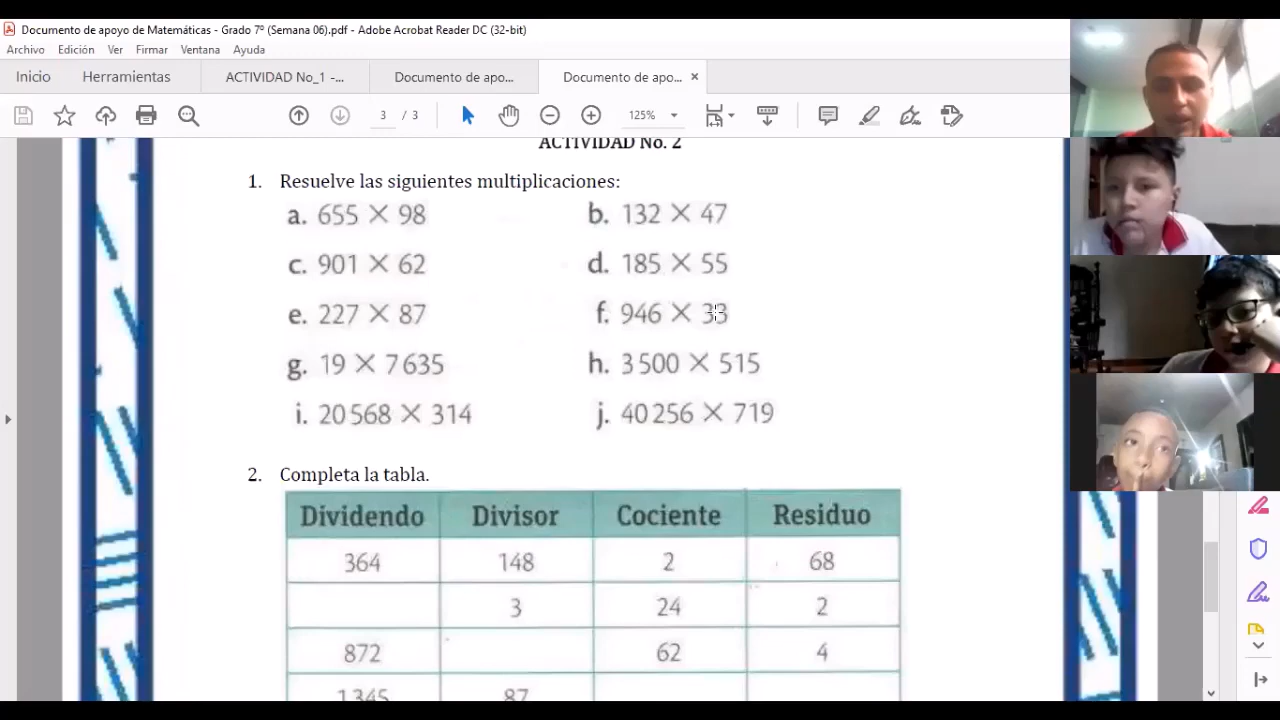 Documento de apoyo de Matemáticas - Grado 7º (Semana 06).pdf - Adobe Acrobat Reader DC (32-bit)
Archivo Edición Ver Firmar Ventana Ayuda
Inicio Herramientas ACTIVIDAD No_1 -... Documento de apo... Documento de apo... ×
3 / 3 125%
ACTIVIDAD No. 2
1. Resuelve las siguientes multiplicaciones:
a. 655 × 98 b. 132 × 47
c. 901 × 62 d. 185 × 55
e. 227 × 87 f. 946 × 33
g. 19 × 7 635 h. 3 500 × 515
i. 20 568 × 314 j. 40 256 × 719
2. Completa la tabla.
Dividendo Divisor Cociente Residuo
364 148 2 68
3 24 2
872 62 4
1 345 87